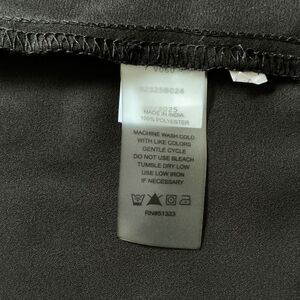 MADE IN INDIA
100% POLYESTER
MACHINE WASH COLD
WITH LIKE COLORS
GENTLE CYCLE
DO NOT USE BLEACH
TUMBLE DRY LOW
USE LOW IRON
IF NECESSARY
RN#51323